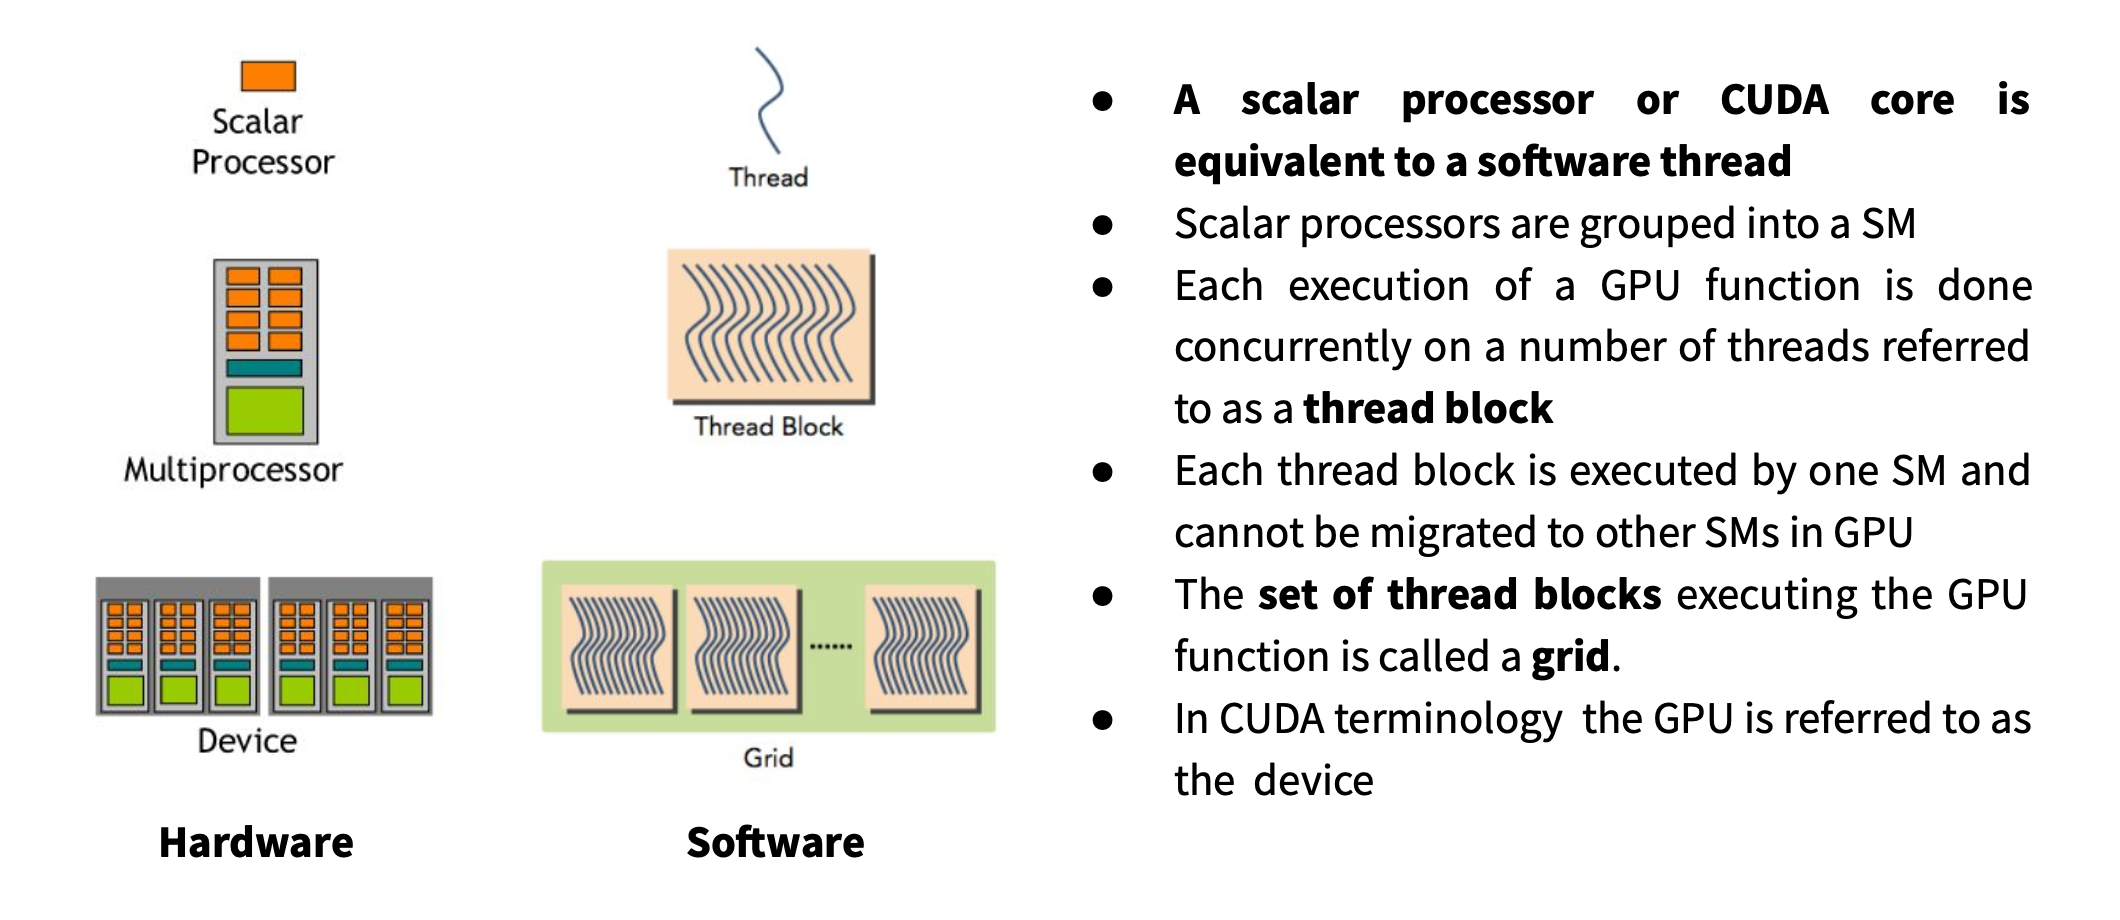 Scalar
Processor
Thread
Multiprocessor
Thread Block
Device
Grid
Hardware
Software
● A scalar processor or CUDA core is
equivalent to a software thread
● Scalar processors are grouped into a SM
● Each execution of a GPU function is done
concurrently on a number of threads referred
to as a thread block
● Each thread block is executed by one SM and
cannot be migrated to other SMs in GPU
● The set of thread blocks executing the GPU
function is called a grid.
● In CUDA terminology the GPU is referred to as
the device